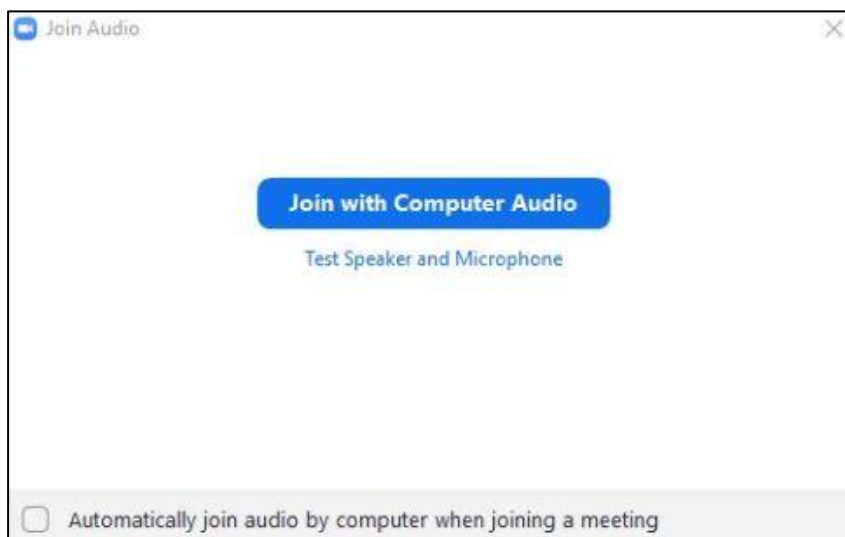 Join Audio
Join with Computer Audio
Test Speaker and Microphone
Automatically join audio by computer when joining a meeting